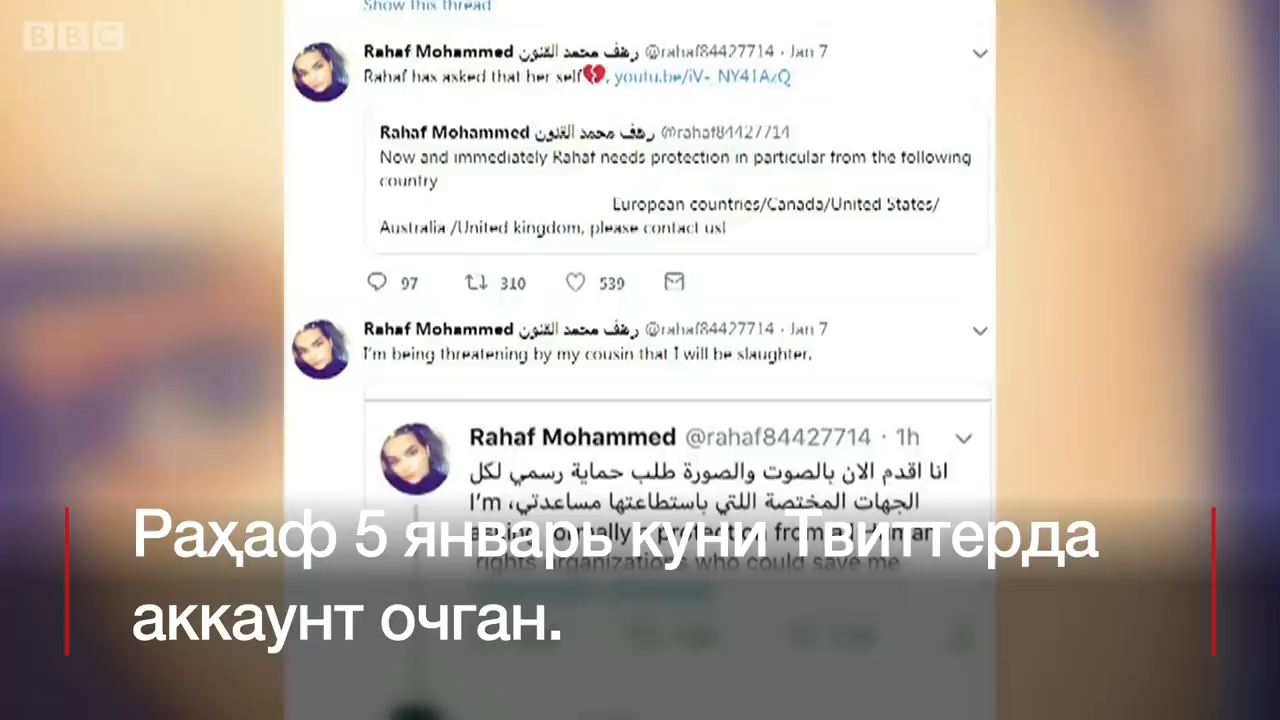 BBC
Show this thread
Rahaf Mohammed رهف محمد القنون @rahaf84427714 · Jan 7
Rahaf has asked that her self💔. youtu.be/iV-_NY41AzQ
Rahaf Mohammed رهف محمد القنون @rahaf84427714
Now and immediately Rahaf needs protection in particular from the following
country
European countries/Canada/United States/
Australia /United kingdom, please contact us!
97 310 539
Rahaf Mohammed رهف محمد القنون @rahaf84427714 · Jan 7
I'm being threatening by my cousin that I will be slaughter.
Rahaf Mohammed @rahaf84427714 · 1h
انا اقدم الان بالصوت والصورة طلب حماية رسمي لكل
الجهات المختصة اللتي باستطاعتها مساعدتي، I'm
rights organizations who could save me
Раҳаф 5 январь куни Твиттерда
аккаунт очган.